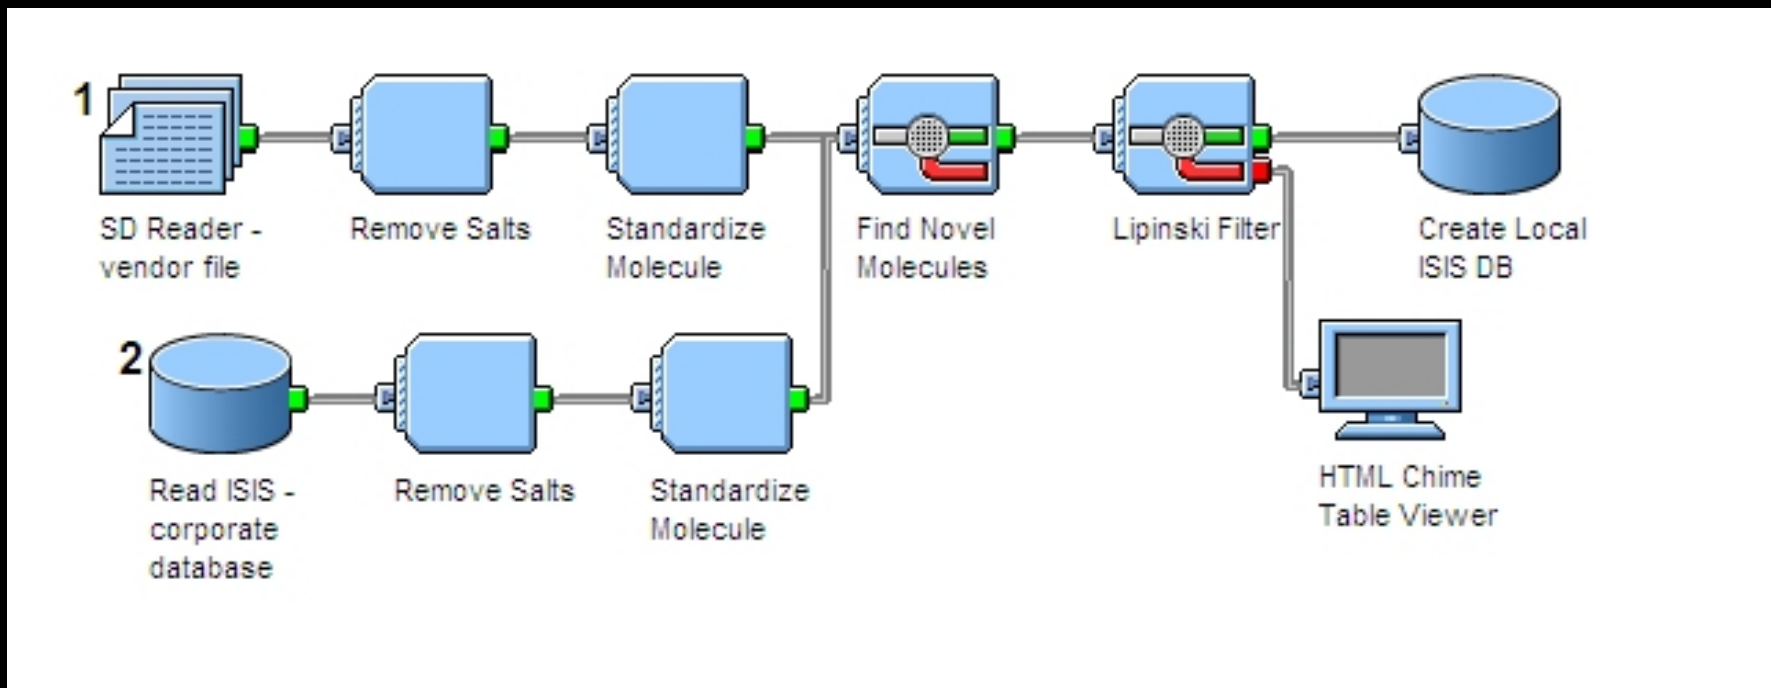 1
SD Reader -
vendor file
Remove Salts
Standardize
Molecule
Find Novel
Molecules
Lipinski Filter
Create Local
ISIS DB
2
Read ISIS -
corporate
database
Remove Salts
Standardize
Molecule
HTML Chime
Table Viewer